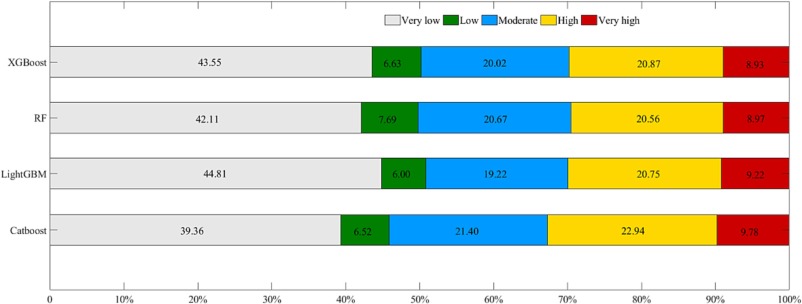 Very low Low Moderate High Very high
XGBoost 43.55 6.63 20.02 20.87 8.93
RF 42.11 7.69 20.67 20.56 8.97
LightGBM 44.81 6.00 19.22 20.75 9.22
Catboost 39.36 6.52 21.40 22.94 9.78
0 10% 20% 30% 40% 50% 60% 70% 80% 90% 100%